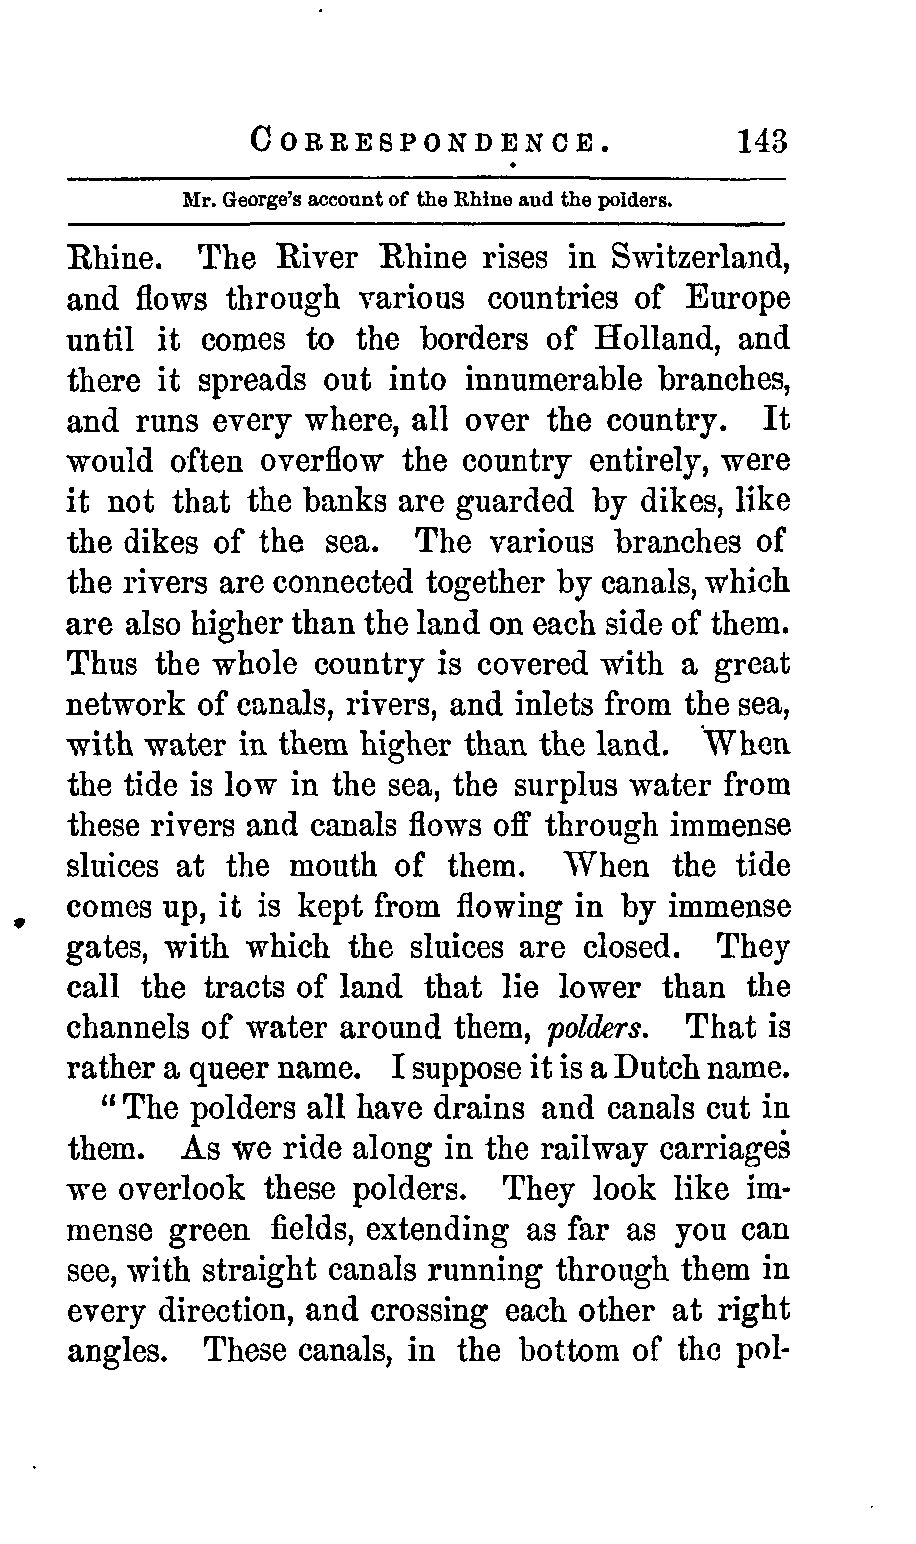 CORRESPONDENCE. 143
Mr. George's account of the Rhine and the polders.
Rhine. The River Rhine rises in Switzerland,
and flows through various countries of Europe
until it comes to the borders of Holland, and
there it spreads out into innumerable branches,
and runs every where, all over the country. It
would often overflow the country entirely, were
it not that the banks are guarded by dikes, like
the dikes of the sea. The various branches of
the rivers are connected together by canals, which
are also higher than the land on each side of them.
Thus the whole country is covered with a great
network of canals, rivers, and inlets from the sea,
with water in them higher than the land. When
the tide is low in the sea, the surplus water from
these rivers and canals flows off through immense
sluices at the mouth of them. When the tide
comes up, it is kept from flowing in by immense
gates, with which the sluices are closed. They
call the tracts of land that lie lower than the
channels of water around them, polders. That is
rather a queer name. I suppose it is a Dutch name.
"The polders all have drains and canals cut in
them. As we ride along in the railway carriages
we overlook these polders. They look like im-
mense green fields, extending as far as you can
see, with straight canals running through them in
every direction, and crossing each other at right
angles. These canals, in the bottom of the pol-